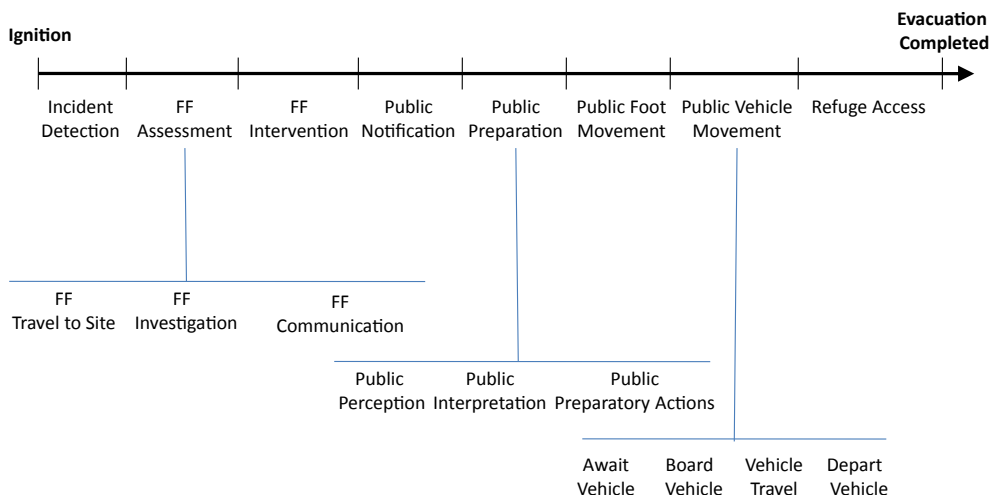 Ignition
Evacuation
Completed
Incident
Detection
FF
Assessment
FF
Intervention
Public
Notification
Public
Preparation
Public Foot
Movement
Public Vehicle
Movement
Refuge Access
FF
Travel to Site
FF
Investigation
FF
Communication
Public
Perception
Public
Interpretation
Public
Preparatory Actions
Await
Vehicle
Board
Vehicle
Vehicle
Travel
Depart
Vehicle